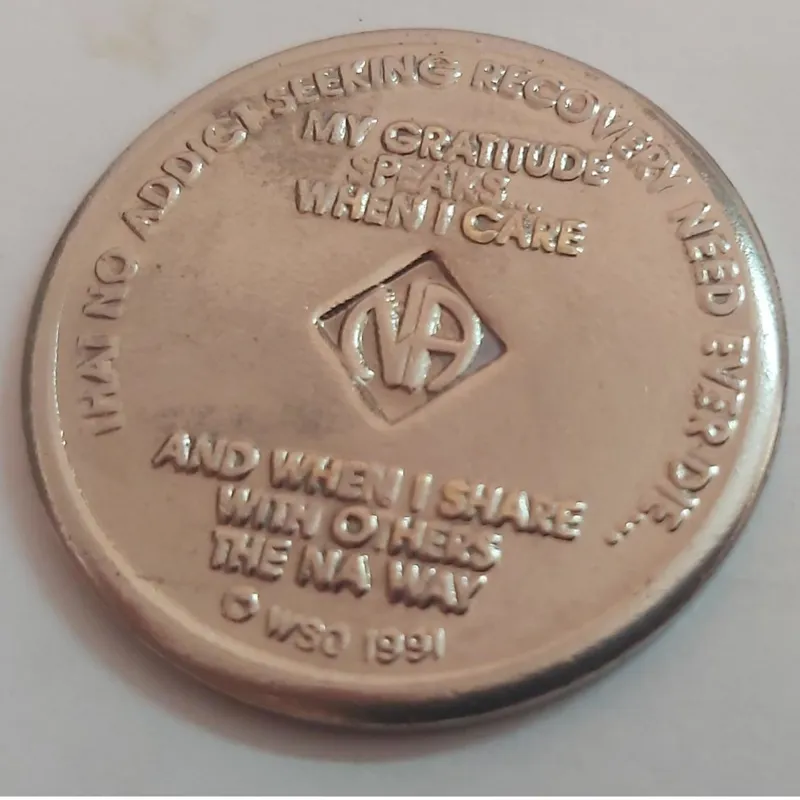 THAT NO ADDICT SEEKING RECOVERY NEED EVER DIE...
MY GRATITUDE
SPEAKS...
WHEN I CARE
NA
AND WHEN I SHARE
WITH OTHERS
THE NA WAY
© WSO 1991